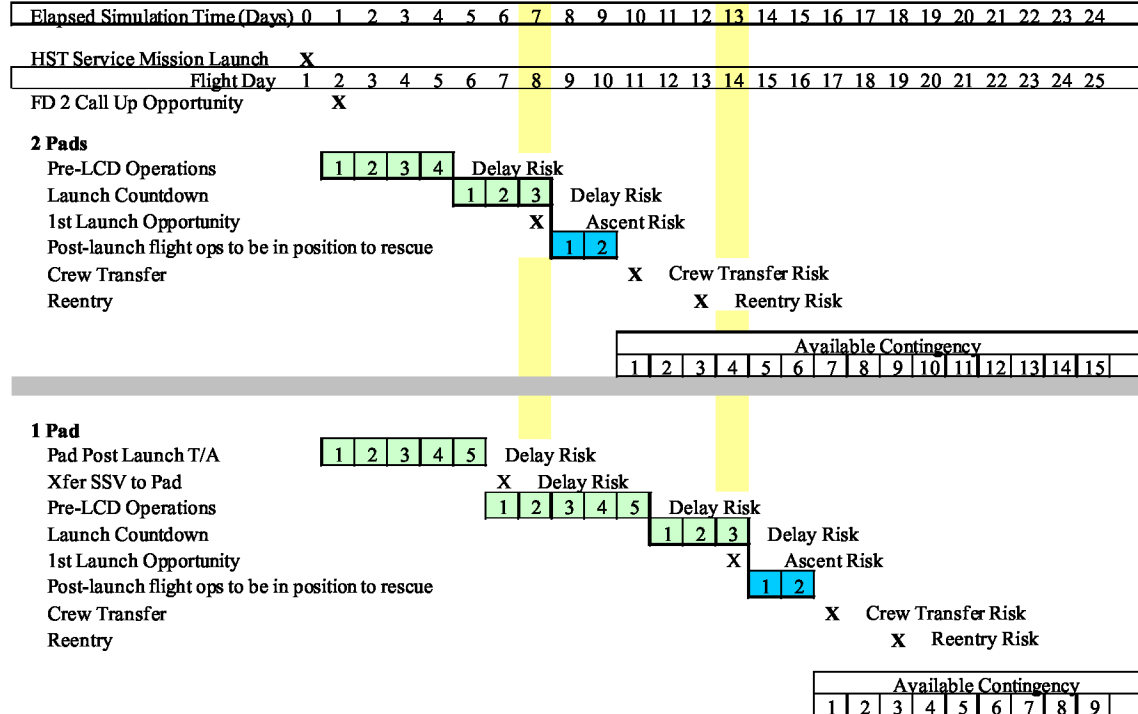 Elapsed Simulation Time (Days) 0 1 2 3 4 5 6 7 8 9 10 11 12 13 14 15 16 17 18 19 20 21 22 23 24
HST Service Mission Launch X
Flight Day 1 2 3 4 5 6 7 8 9 10 11 12 13 14 15 16 17 18 19 20 21 22 23 24 25
FD 2 Call Up Opportunity X
2 Pads
Pre-LCD Operations 1 2 3 4 Delay Risk
Launch Countdown 1 2 3 Delay Risk
1st Launch Opportunity X Ascent Risk
Post-launch flight ops to be in position to rescue 1 2
Crew Transfer X Crew Transfer Risk
Reentry X Reentry Risk
Available Contingency
1 2 3 4 5 6 7 8 9 10 11 12 13 14 15
1 Pad
Pad Post Launch T/A 1 2 3 4 5 Delay Risk
Xfer SSV to Pad X Delay Risk
Pre-LCD Operations 1 2 3 4 5 Delay Risk
Launch Countdown 1 2 3 Delay Risk
1st Launch Opportunity X Ascent Risk
Post-launch flight ops to be in position to rescue 1 2
Crew Transfer X Crew Transfer Risk
Reentry X Reentry Risk
Available Contingency
1 2 3 4 5 6 7 8 9